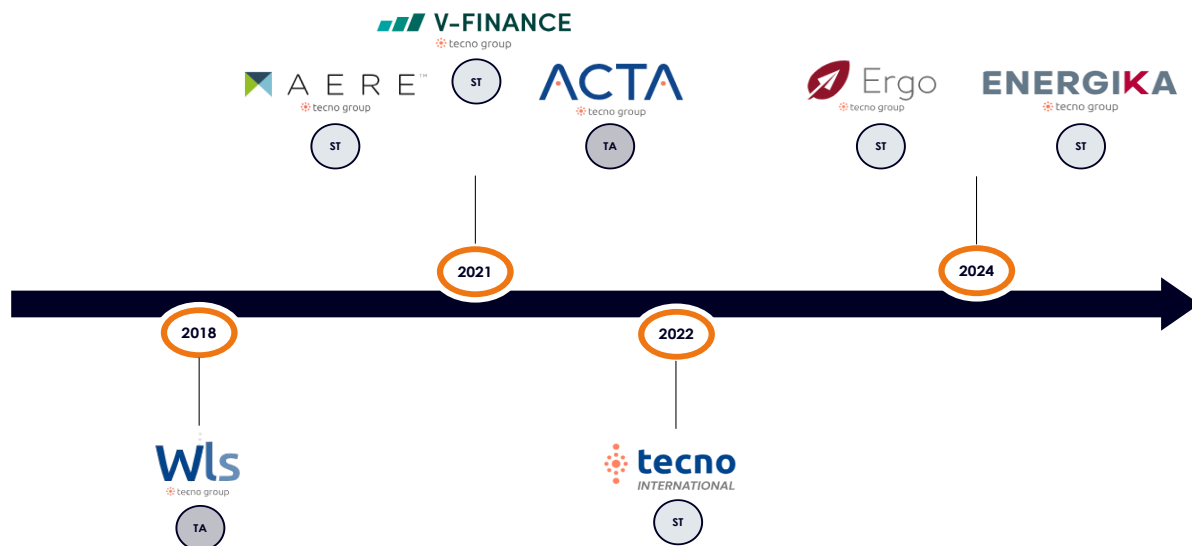 V-FINANCE
tecno group
ST
AERE™
tecno group
ST
ACTA
tecno group
TA
Ergo
tecno group
ST
ENERGIKA
tecno group
ST
2021
2024
2018
2022
Wls
tecno group
TA
tecno
INTERNATIONAL
ST